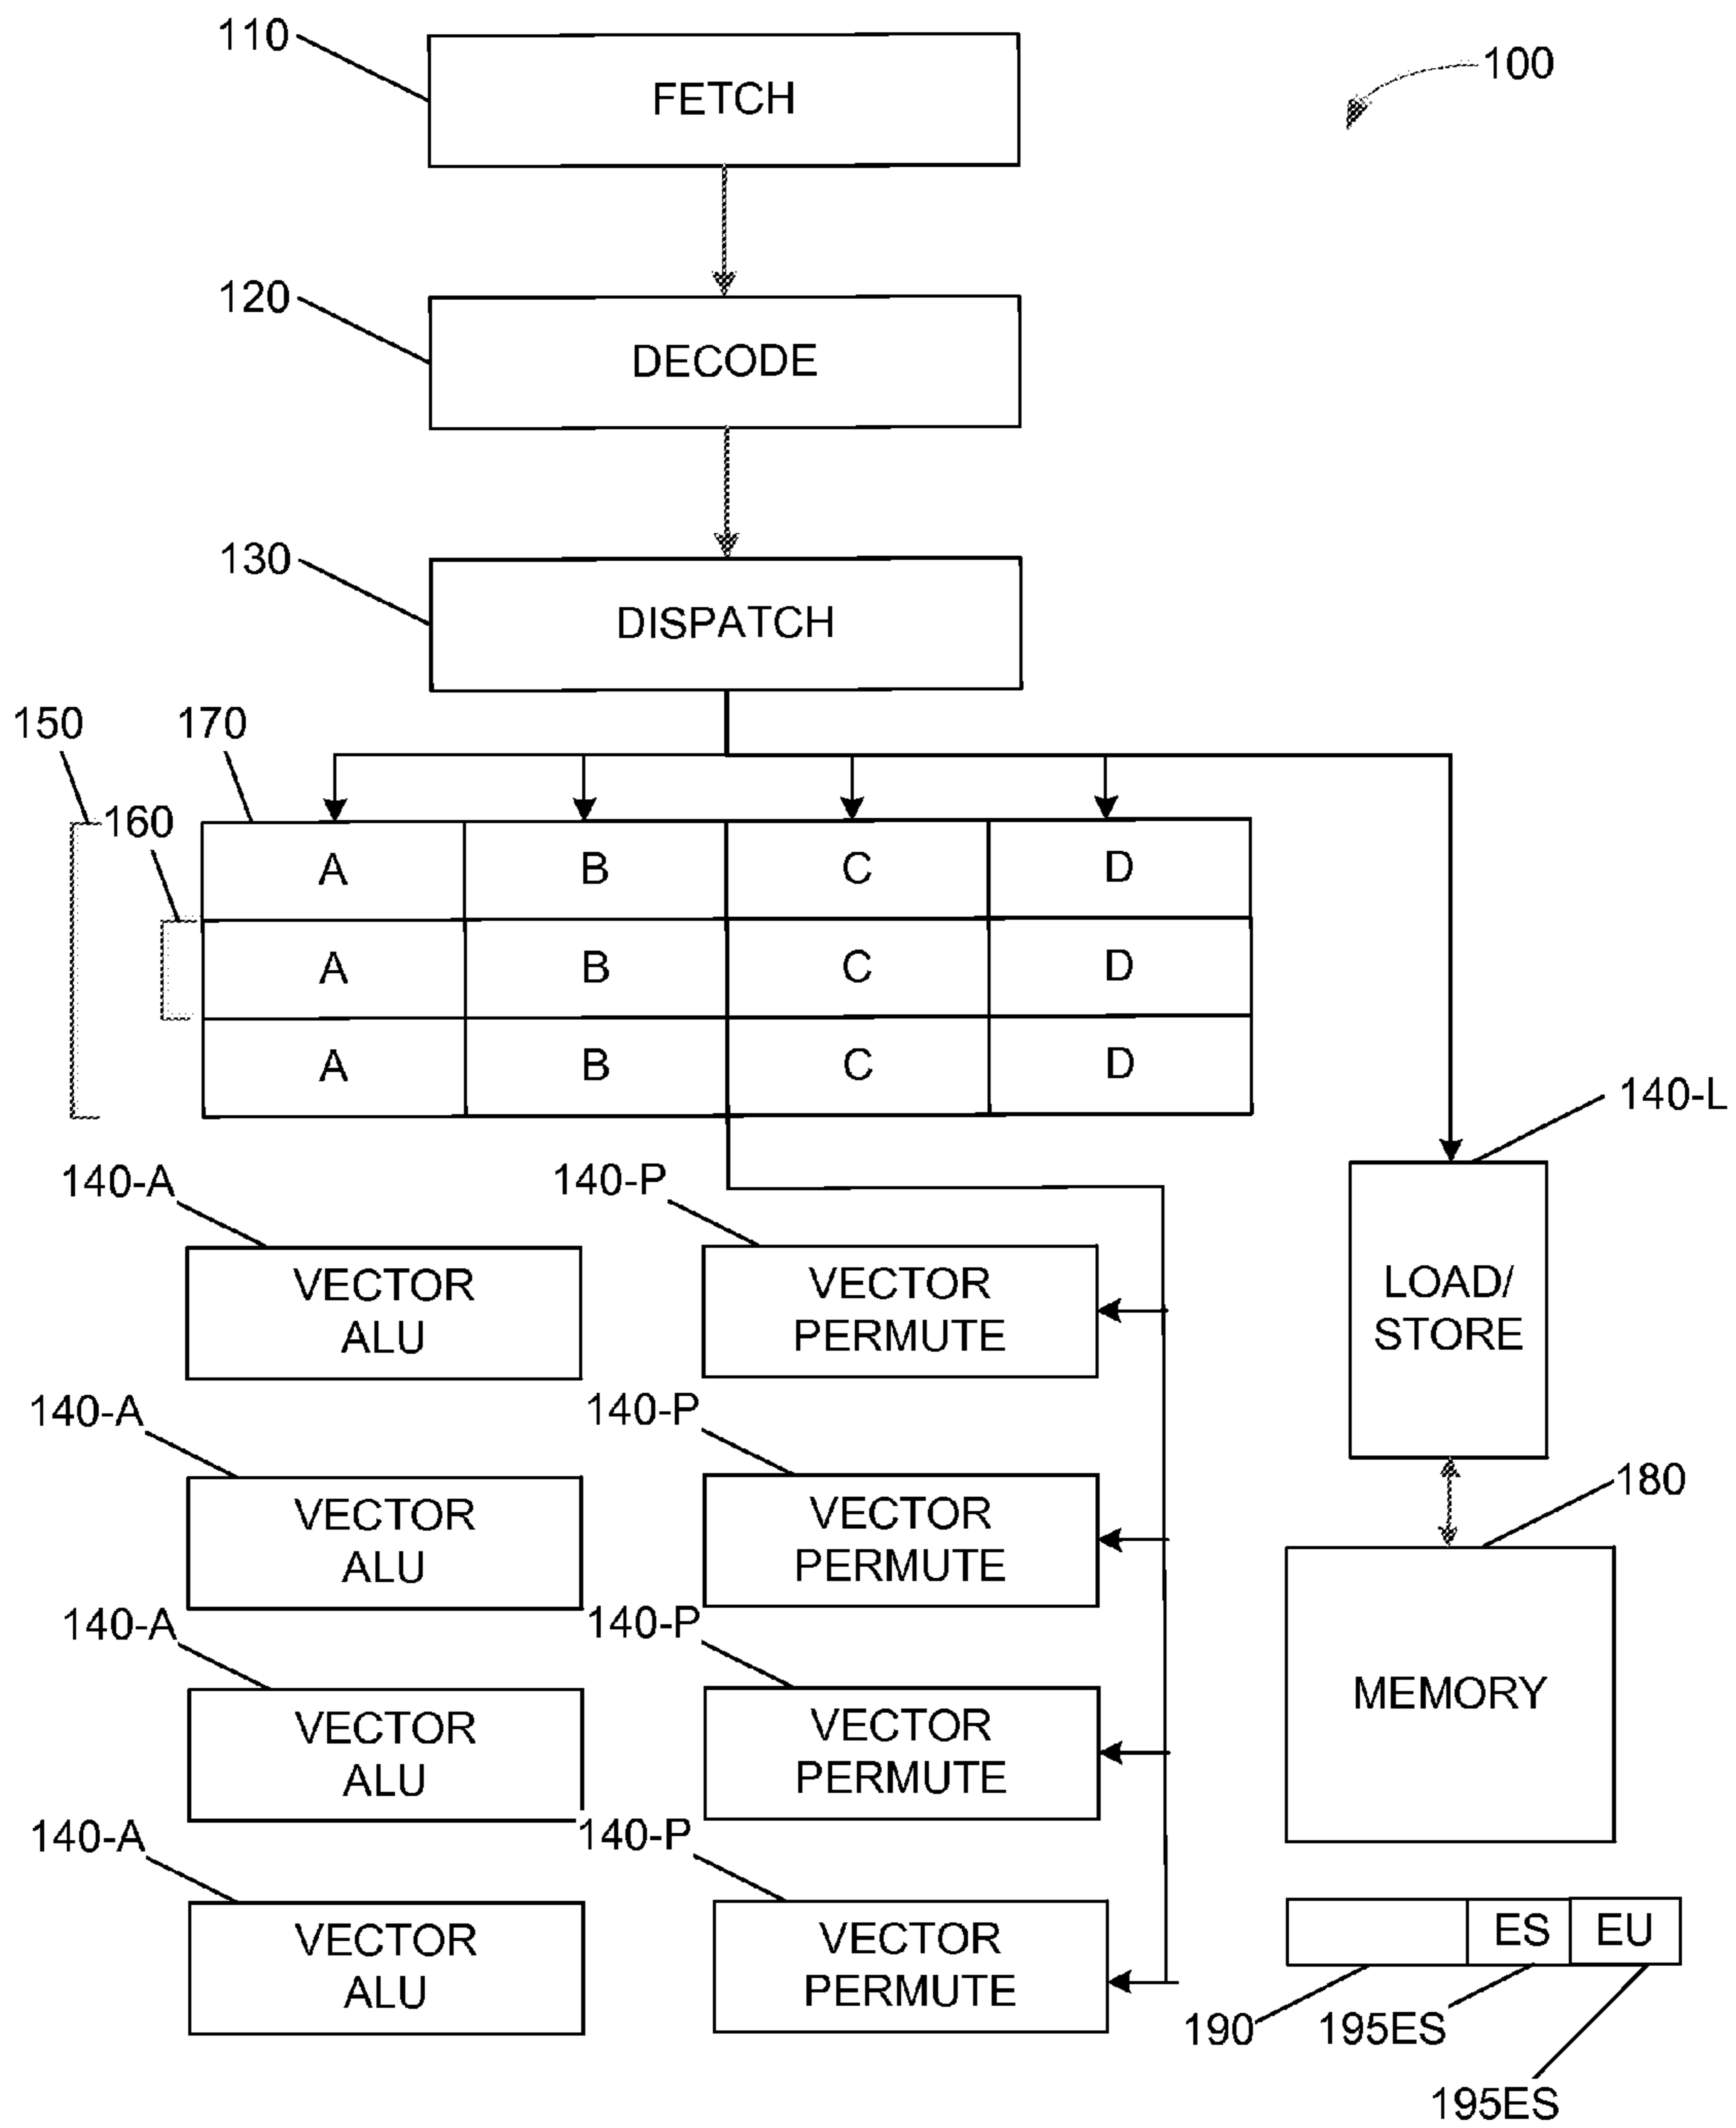 110
FETCH
100
120
DECODE
130
DISPATCH
150
170
160
A B C D
A B C D
A B C D
140-L
140-A
140-P
VECTOR
ALU
VECTOR
PERMUTE
LOAD/
STORE
140-A
140-P
VECTOR
ALU
VECTOR
PERMUTE
180
140-A
140-P
VECTOR
ALU
VECTOR
PERMUTE
MEMORY
140-A
140-P
VECTOR
ALU
VECTOR
PERMUTE
ES EU
190
195ES
195ES